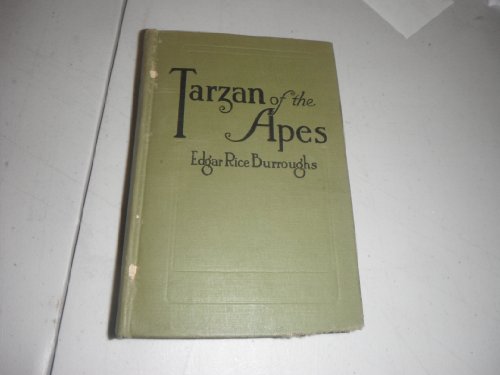 Tarzan of the
Apes
Edgar Rice Burroughs